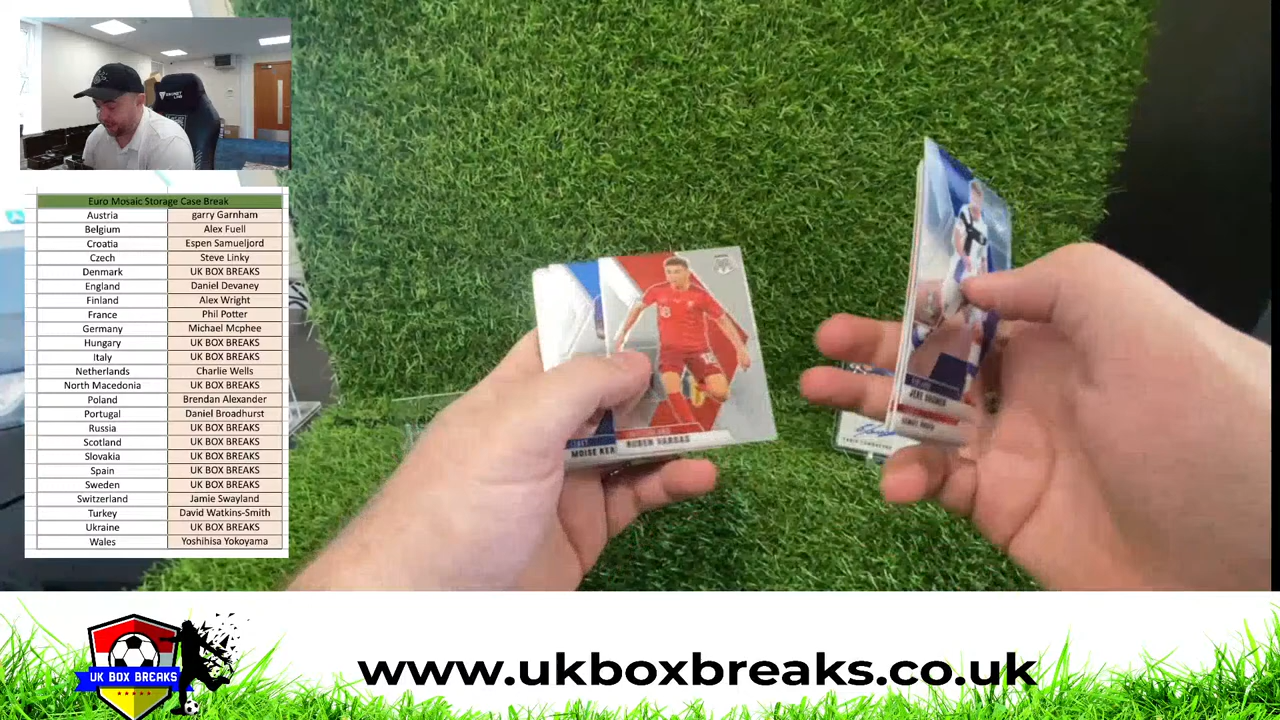 Euro Mosaic Storage Case Break
Austria garry Garnham
Belgium Alex Fuell
Croatia Espen Samueljord
Czech Steve Linky
Denmark UK BOX BREAKS
England Daniel Devaney
Finland Alex Wright
France Phil Potter
Germany Michael Mcphee
Hungary UK BOX BREAKS
Italy UK BOX BREAKS
Netherlands Charlie Wells
North Macedonia UK BOX BREAKS
Poland Brendan Alexander
Portugal Daniel Broadhurst
Russia UK BOX BREAKS
Scotland UK BOX BREAKS
Slovakia UK BOX BREAKS
Spain UK BOX BREAKS
Sweden UK BOX BREAKS
Switzerland Jamie Swayland
Turkey David Watkins-Smith
Ukraine UK BOX BREAKS
Wales Yoshihisa Yokoyama
MOISE KEA
RUBEN VARGAS
UK BOX BREAKS
www.ukboxbreaks.co.uk